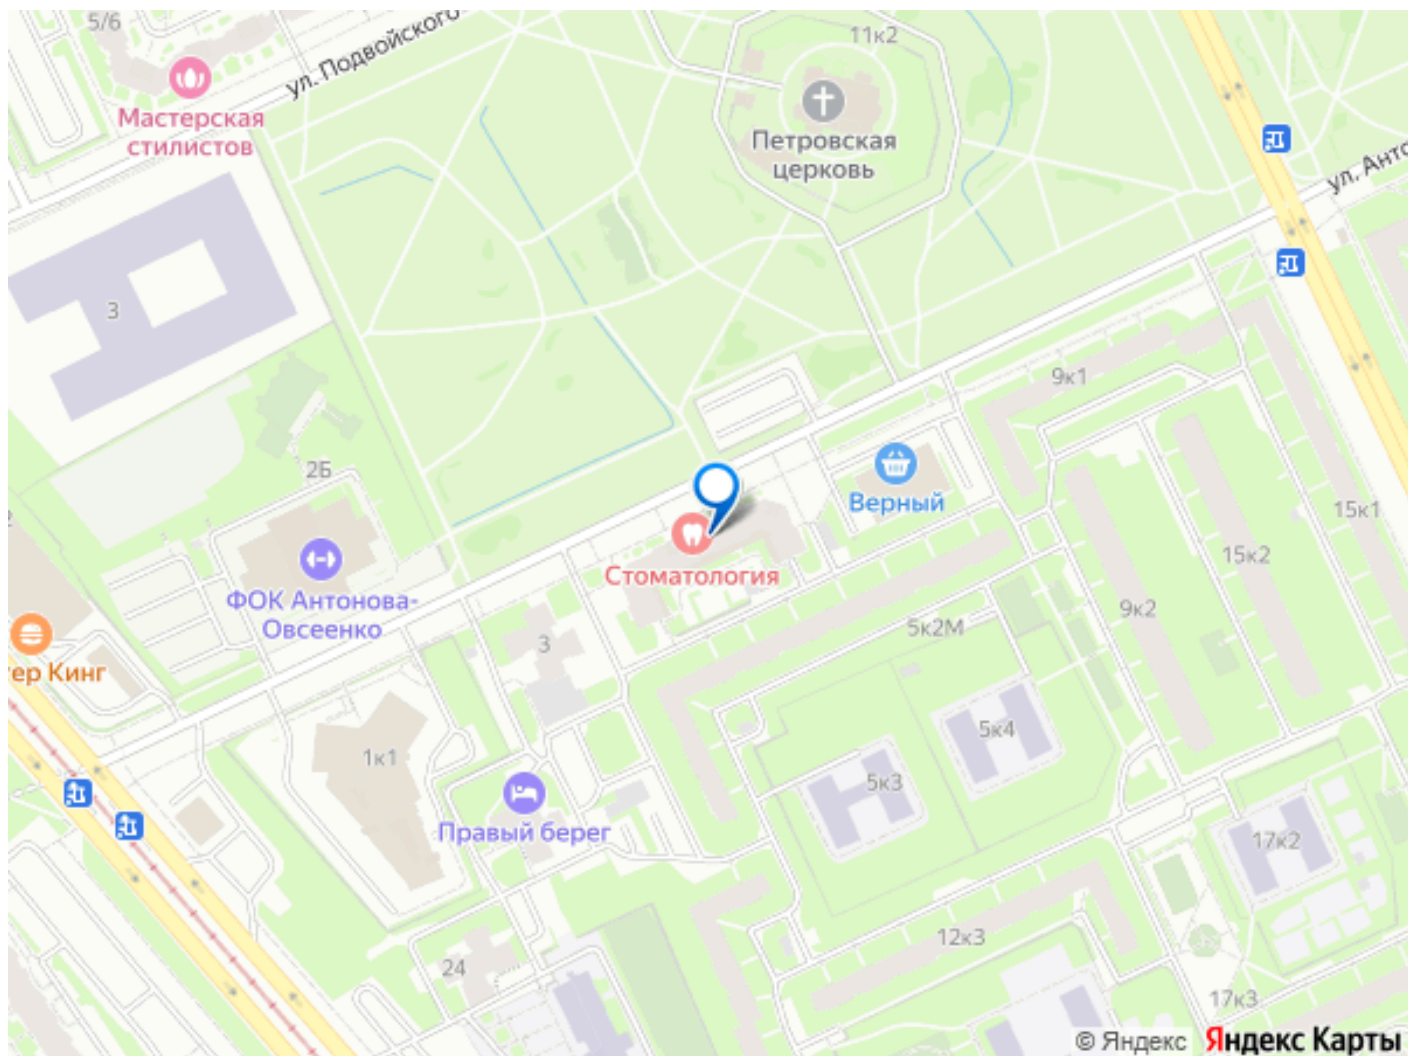 5/6
ул. Подвойского
11к2
Мастерская
стилистов
Петровская
церковь
ул. Анто
3
9к1
2Б
Верный
15к1
Стоматология
15к2
ФОК Антонова-
Овсеенко
9к2
5к2М
3
тер Кинг
5к4
1к1
5к3
Правый берег
17к2
12к3
24
17к3
© Яндекс
Яндекс Карты